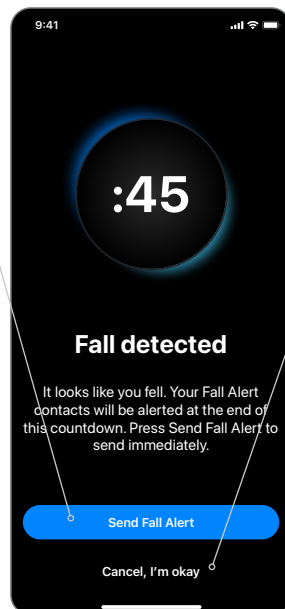 9:41
:45
Fall detected
It looks like you fell. Your Fall Alert
contacts will be alerted at the end of
this countdown. Press Send Fall Alert to
send immediately.
Send Fall Alert
Cancel, I'm okay